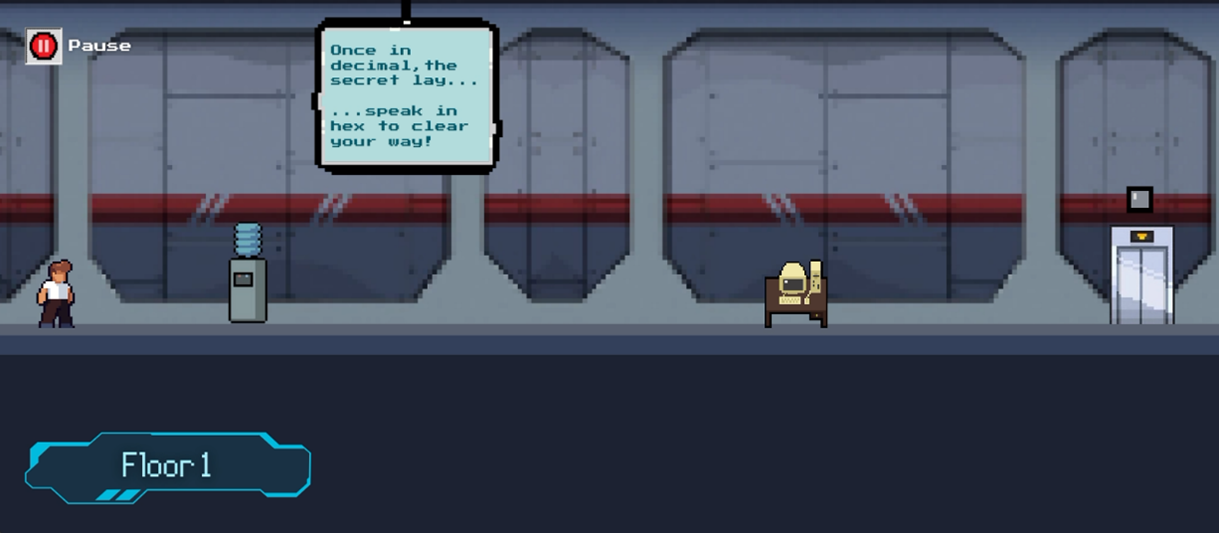 Pause
Once in
decimal,the
secret lay...
...speak in
hex to clear
your way!
Floor 1